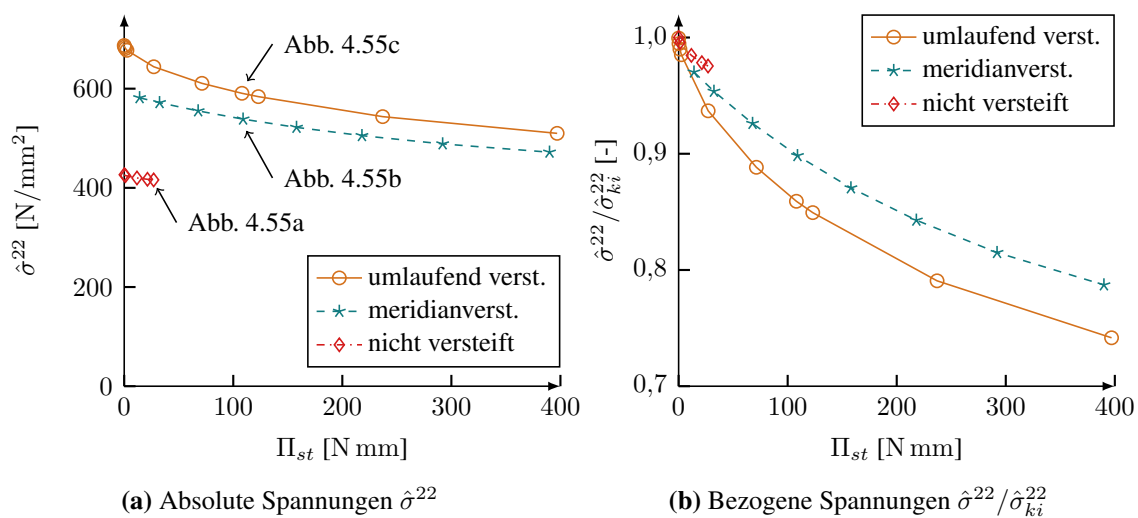 600
400
200
0
0
100
200
300
400
σ̂²² [N/mm²]
Π_st [N mm]
Abb. 4.55c
Abb. 4.55b
Abb. 4.55a
umlaufend verst.
meridianverst.
nicht versteift
(a) Absolute Spannungen σ̂²²
1.0
0,9
0,8
0,7
0
100
200
300
400
σ̂²²/σ̂²²_ki [-]
Π_st [N mm]
umlaufend verst.
meridianverst.
nicht versteift
(b) Bezogene Spannungen σ̂²²/σ̂²²_ki